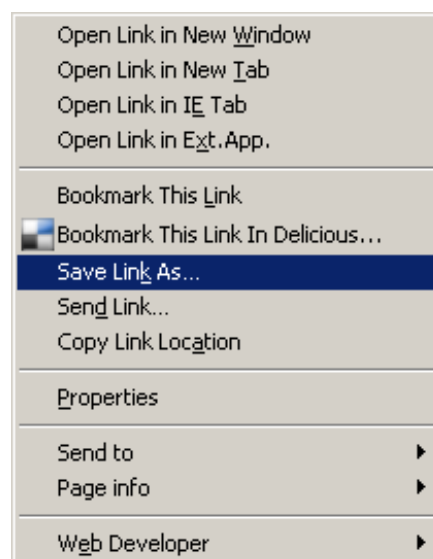 Open Link in New Window
Open Link in New Tab
Open Link in IE Tab
Open Link in Ext.App.
Bookmark This Link
Bookmark This Link In Delicious...
Save Link As...
Send Link...
Copy Link Location
Properties
Send to
Page info
Web Developer